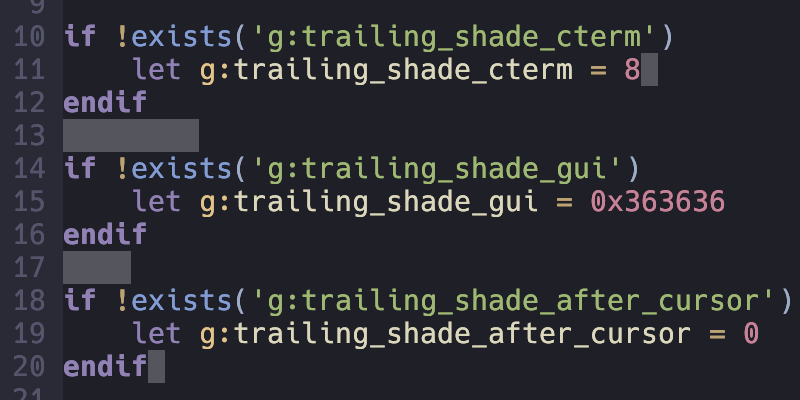 9
10 if !exists('g:trailing_shade_cterm')
11     let g:trailing_shade_cterm = 8
12 endif
13
14 if !exists('g:trailing_shade_gui')
15     let g:trailing_shade_gui = 0x363636
16 endif
17
18 if !exists('g:trailing_shade_after_cursor')
19     let g:trailing_shade_after_cursor = 0
20 endif
21